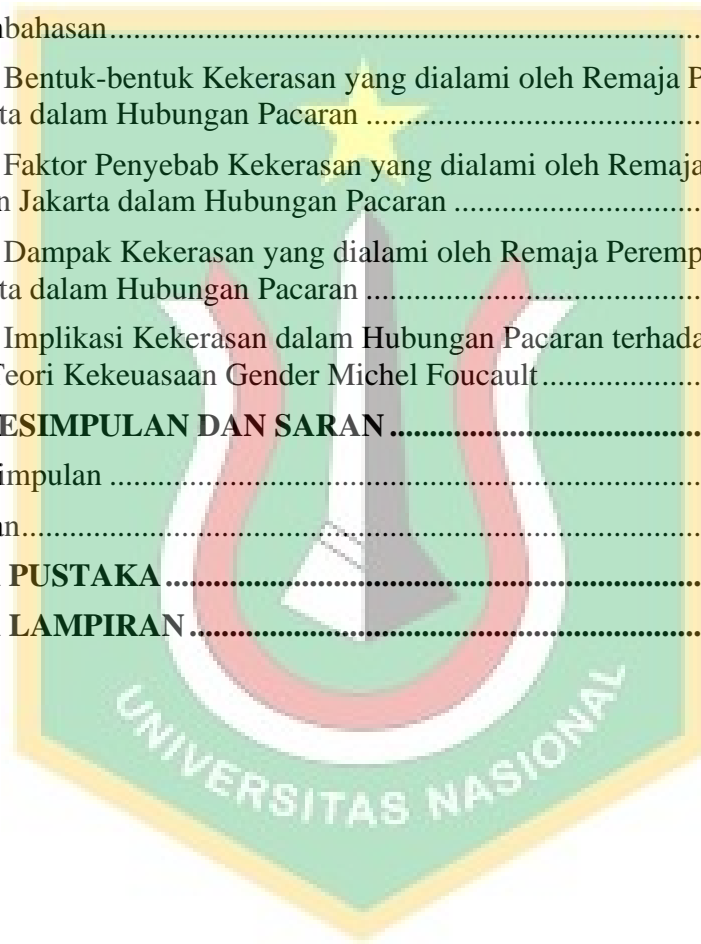 nbahasan........................................................................
Bentuk-bentuk Kekerasan yang dialami oleh Remaja P
ta dalam Hubungan Pacaran ..........................................
Faktor Penyebab Kekerasan yang dialami oleh Remaja
n Jakarta dalam Hubungan Pacaran ................................
Dampak Kekerasan yang dialami oleh Remaja Peremp
ta dalam Hubungan Pacaran ..........................................
Implikasi Kekerasan dalam Hubungan Pacaran terhada
Teori Kekeuasaan Gender Michel Foucault.....................
ESIMPULAN DAN SARAN.........................................
impulan ........................................................................
an..................................................................................
PUSTAKA...................................................................
LAMPIRAN................................................................
UNIVERSITAS NASIONAL